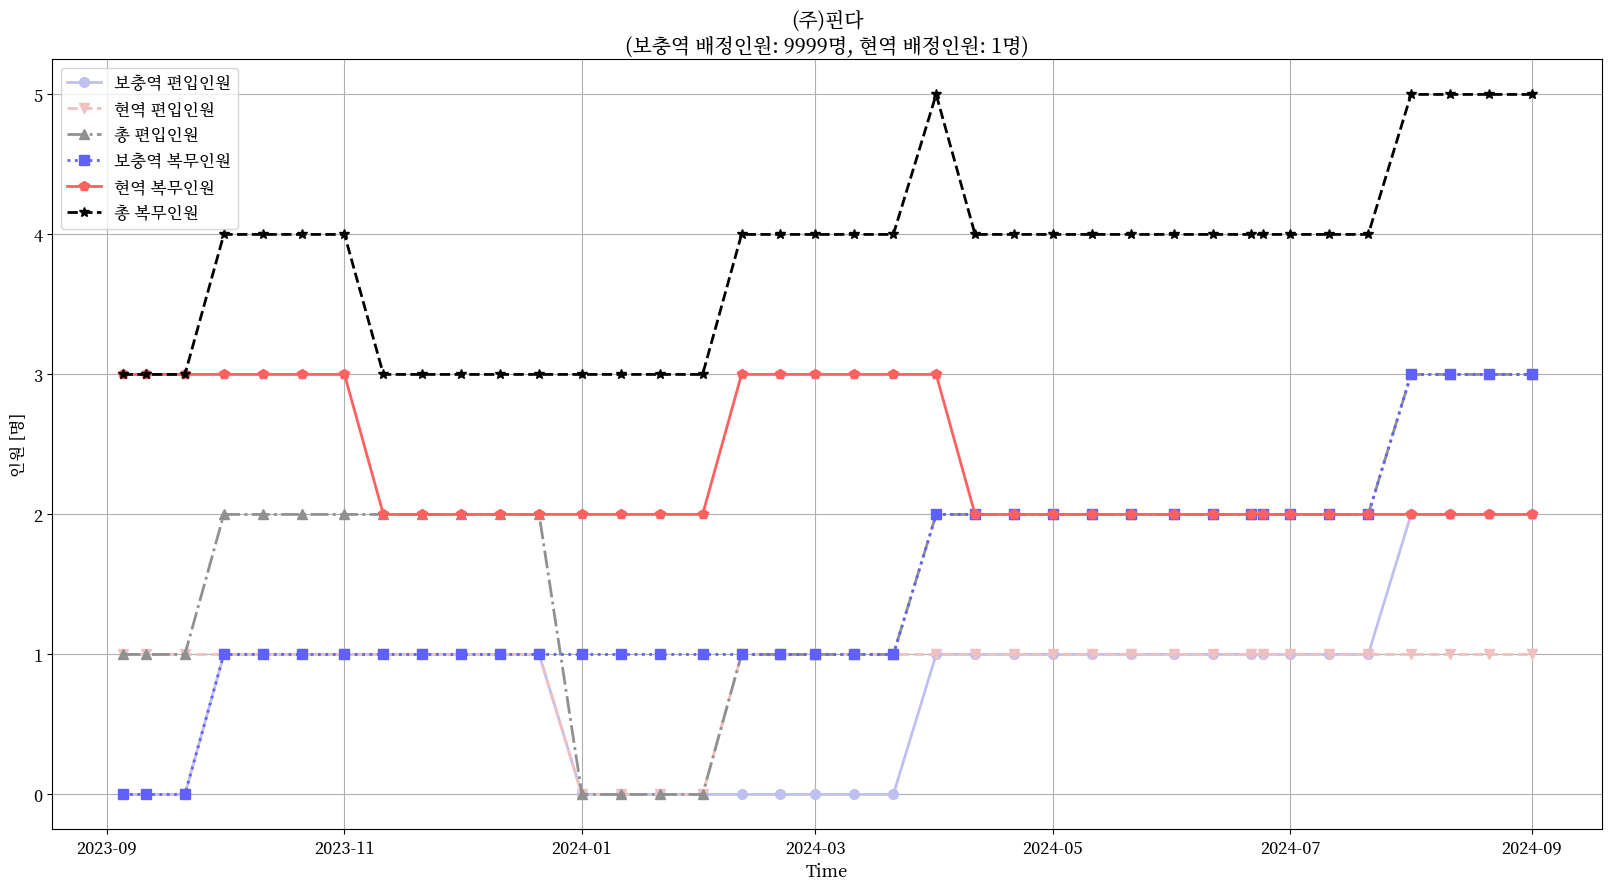 (주)핀다
(보충역 배정인원: 9999명, 현역 배정인원: 1명)
보충역 편입인원
현역 편입인원
총 편입인원
보충역 복무인원
현역 복무인원
총 복무인원
5
4
3
2
1
0
인원 [명]
2023-09 2023-11 2024-01 2024-03 2024-05 2024-07 2024-09
Time